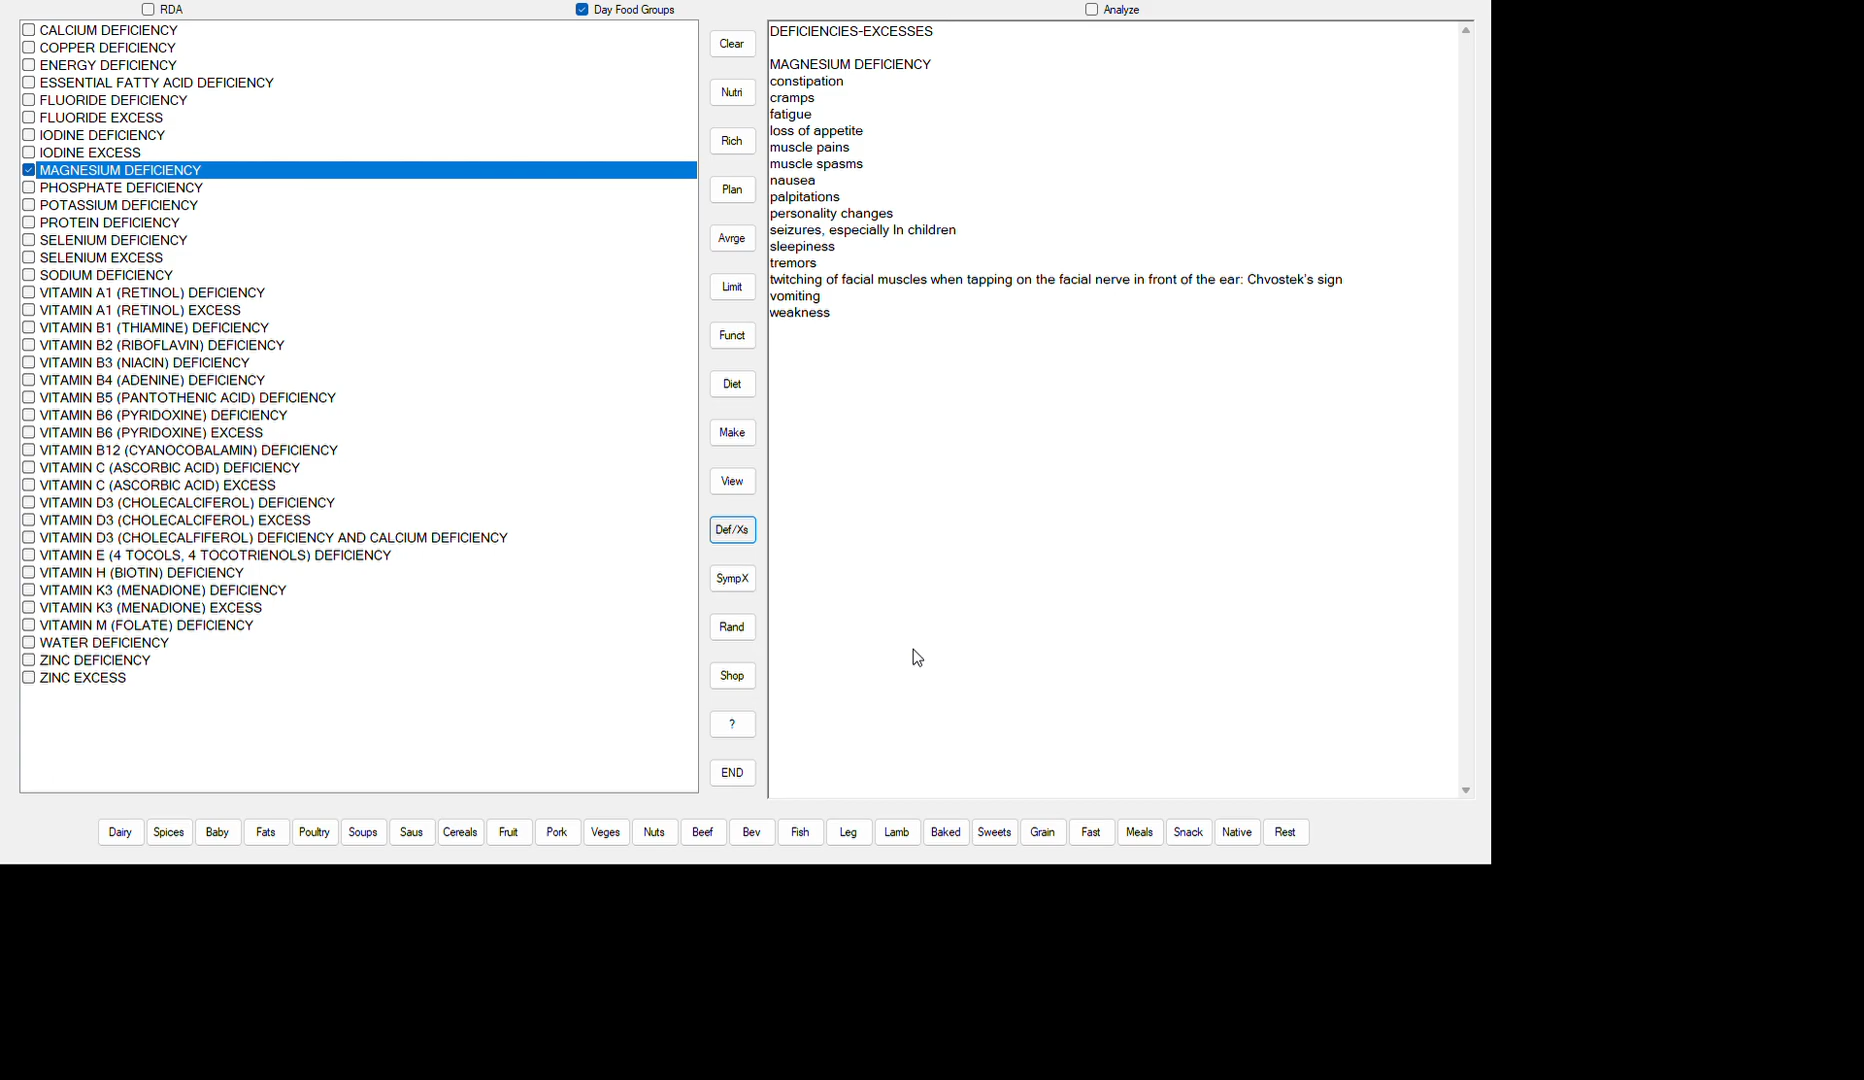 RDA
Day Food Groups
Analyze
CALCIUM DEFICIENCY
COPPER DEFICIENCY
ENERGY DEFICIENCY
ESSENTIAL FATTY ACID DEFICIENCY
FLUORIDE DEFICIENCY
FLUORIDE EXCESS
IODINE DEFICIENCY
IODINE EXCESS
MAGNESIUM DEFICIENCY
PHOSPHATE DEFICIENCY
POTASSIUM DEFICIENCY
PROTEIN DEFICIENCY
SELENIUM DEFICIENCY
SELENIUM EXCESS
SODIUM DEFICIENCY
VITAMIN A1 (RETINOL) DEFICIENCY
VITAMIN A1 (RETINOL) EXCESS
VITAMIN B1 (THIAMINE) DEFICIENCY
VITAMIN B2 (RIBOFLAVIN) DEFICIENCY
VITAMIN B3 (NIACIN) DEFICIENCY
VITAMIN B4 (ADENINE) DEFICIENCY
VITAMIN B5 (PANTOTHENIC ACID) DEFICIENCY
VITAMIN B6 (PYRIDOXINE) DEFICIENCY
VITAMIN B6 (PYRIDOXINE) EXCESS
VITAMIN B12 (CYANOCOBALAMIN) DEFICIENCY
VITAMIN C (ASCORBIC ACID) DEFICIENCY
VITAMIN C (ASCORBIC ACID) EXCESS
VITAMIN D3 (CHOLECALCIFEROL) DEFICIENCY
VITAMIN D3 (CHOLECALCIFEROL) EXCESS
VITAMIN D3 (CHOLECALFIFEROL) DEFICIENCY AND CALCIUM DEFICIENCY
VITAMIN E (4 TOCOLS, 4 TOCOTRIENOLS) DEFICIENCY
VITAMIN H (BIOTIN) DEFICIENCY
VITAMIN K3 (MENADIONE) DEFICIENCY
VITAMIN K3 (MENADIONE) EXCESS
VITAMIN M (FOLATE) DEFICIENCY
WATER DEFICIENCY
ZINC DEFICIENCY
ZINC EXCESS
Clear
Nutri
Rich
Plan
Avrge
Limit
Funct
Diet
Make
View
Def/Xs
SympX
Rand
Shop
?
END
DEFICIENCIES-EXCESSES
MAGNESIUM DEFICIENCY
constipation
cramps
fatigue
loss of appetite
muscle pains
muscle spasms
nausea
palpitations
personality changes
seizures, especially In children
sleepiness
tremors
twitching of facial muscles when tapping on the facial nerve in front of the ear: Chvostek's sign
vomiting
weakness
Dairy Spices Baby Fats Poultry Soups Saus Cereals Fruit Pork Veges Nuts Beef Bev Fish Leg Lamb Baked Sweets Grain Fast Meals Snack Native Rest